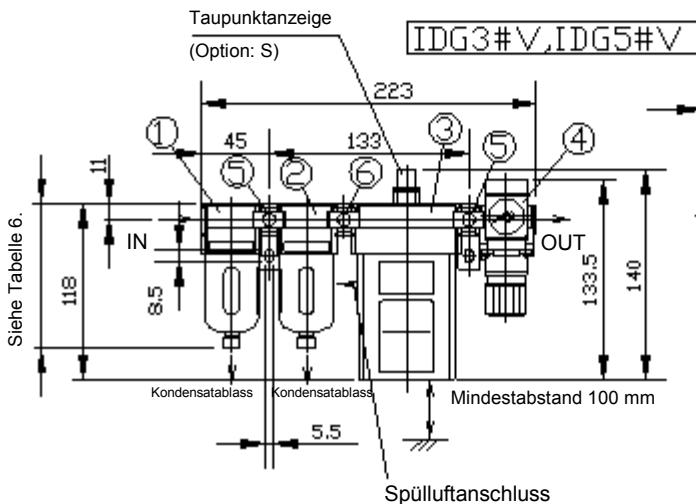 Taupunktanzeige
(Option: S)
IDG3#V,IDG5#V
223
① 45 133 ③ ④
11 ⑤ ② ⑥ ⑤
IN OUT
Siehe Tabelle 6.
118
8.5
133.5
140
Kondensatablass Kondensatablass
Mindestabstand 100 mm
5.5
Spülluftanschluss